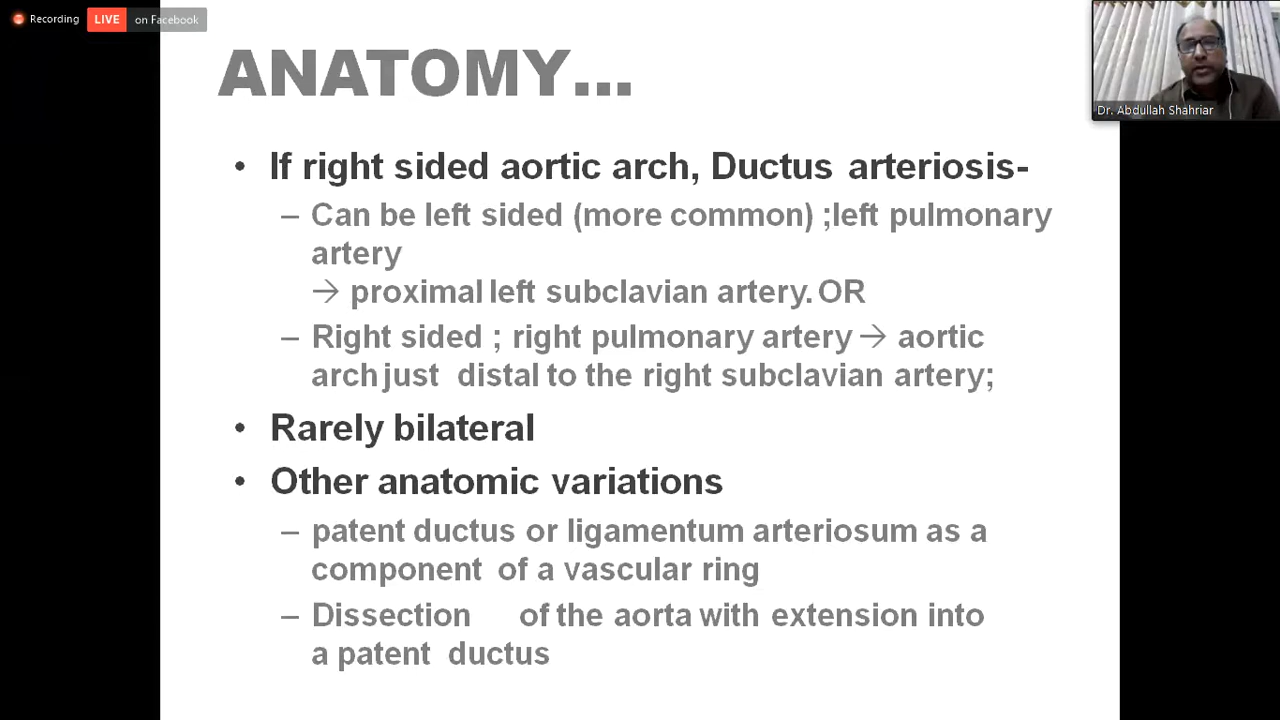 Recording LIVE on Facebook
ANATOMY...
Dr. Abdullah Shahriar
• If right sided aortic arch, Ductus arteriosis-
– Can be left sided (more common) ;left pulmonary
artery
→ proximal left subclavian artery. OR
– Right sided ; right pulmonary artery → aortic
arch just distal to the right subclavian artery;
• Rarely bilateral
• Other anatomic variations
– patent ductus or ligamentum arteriosum as a
component of a vascular ring
– Dissection of the aorta with extension into
a patent ductus